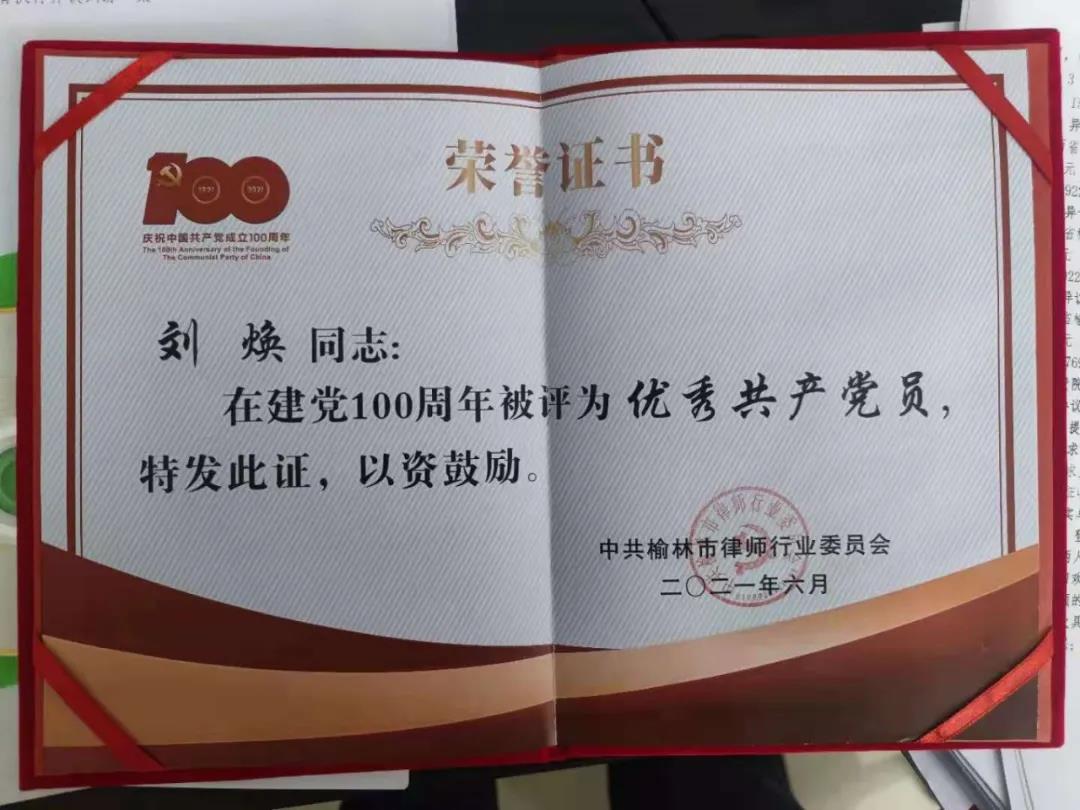 荣誉证书
100
1921 2021
庆祝中国共产党成立100周年
The 100th Anniversary of the Founding of
The Communist Party of China
刘 焕 同志:
在建党100周年被评为优秀共产党员,
特发此证,以资鼓励。
中共榆林市律师行业委员会
二〇二一年六月